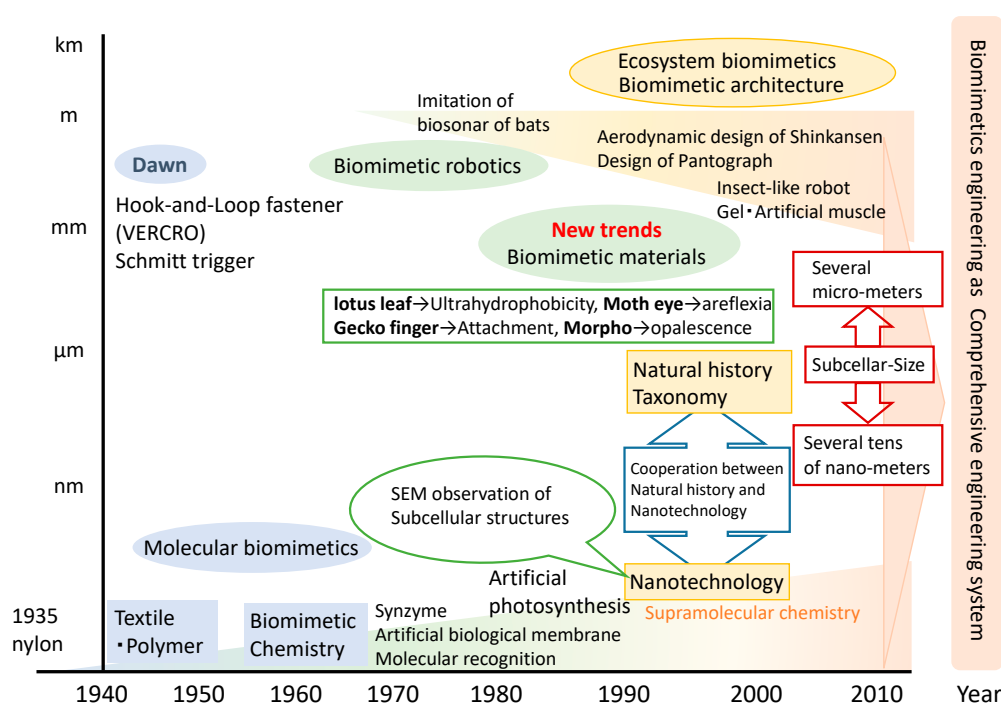 km
m
mm
μm
nm
1935
nylon
Dawn
Hook-and-Loop fastener
(VERCRO)
Schmitt trigger
Imitation of
biosonar of bats
Biomimetic robotics
Ecosystem biomimetics
Biomimetic architecture
Aerodynamic design of Shinkansen
Design of Pantograph
Insect-like robot
Gel・Artificial muscle
New trends
Biomimetic materials
lotus leaf→Ultrahydrophobicity, Moth eye→areflexia
Gecko finger→Attachment, Morpho→opalescence
Several
micro-meters
Subcellar-Size
Several tens
of nano-meters
Natural history
Taxonomy
Cooperation between
Natural history and
Nanotechnology
Nanotechnology
SEM observation of
Subcellular structures
Molecular biomimetics
Textile
・Polymer
Biomimetic
Chemistry
Synzyme
Artificial biological membrane
Molecular recognition
Artificial
photosynthesis
Supramolecular chemistry
1940 1950 1960 1970 1980 1990 2000 2010 Year
Biomimetics engineering as Comprehensive engineering system